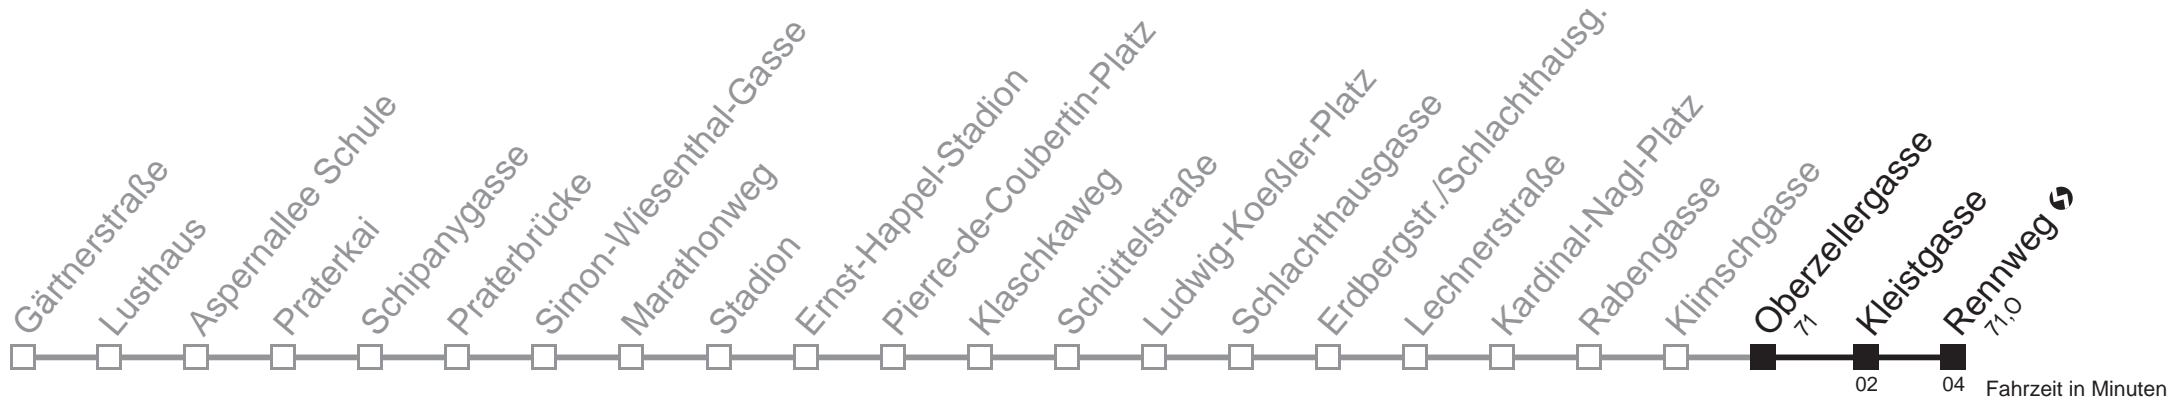 Gärtnerstraße
Lusthaus
Aspernallee Schule
Praterkai
Schipanygasse
Praterbrücke
Simon-Wiesenthal-Gasse
Marathonweg
Stadion
Ernst-Happel-Stadion
Pierre-de-Coubertin-Platz
Klaschkaweg
Schüttelstraße
Ludwig-Koeßler-Platz
Schlachthausgasse
Erdbergstr./Schlachthausg.
Lechnerstraße
Kardinal-Nagl-Platz
Rabengasse
Klimschgasse
Oberzellergasse
71
Kleistgasse
Rennweg
71,O
02
04
Fahrzeit in Minuten